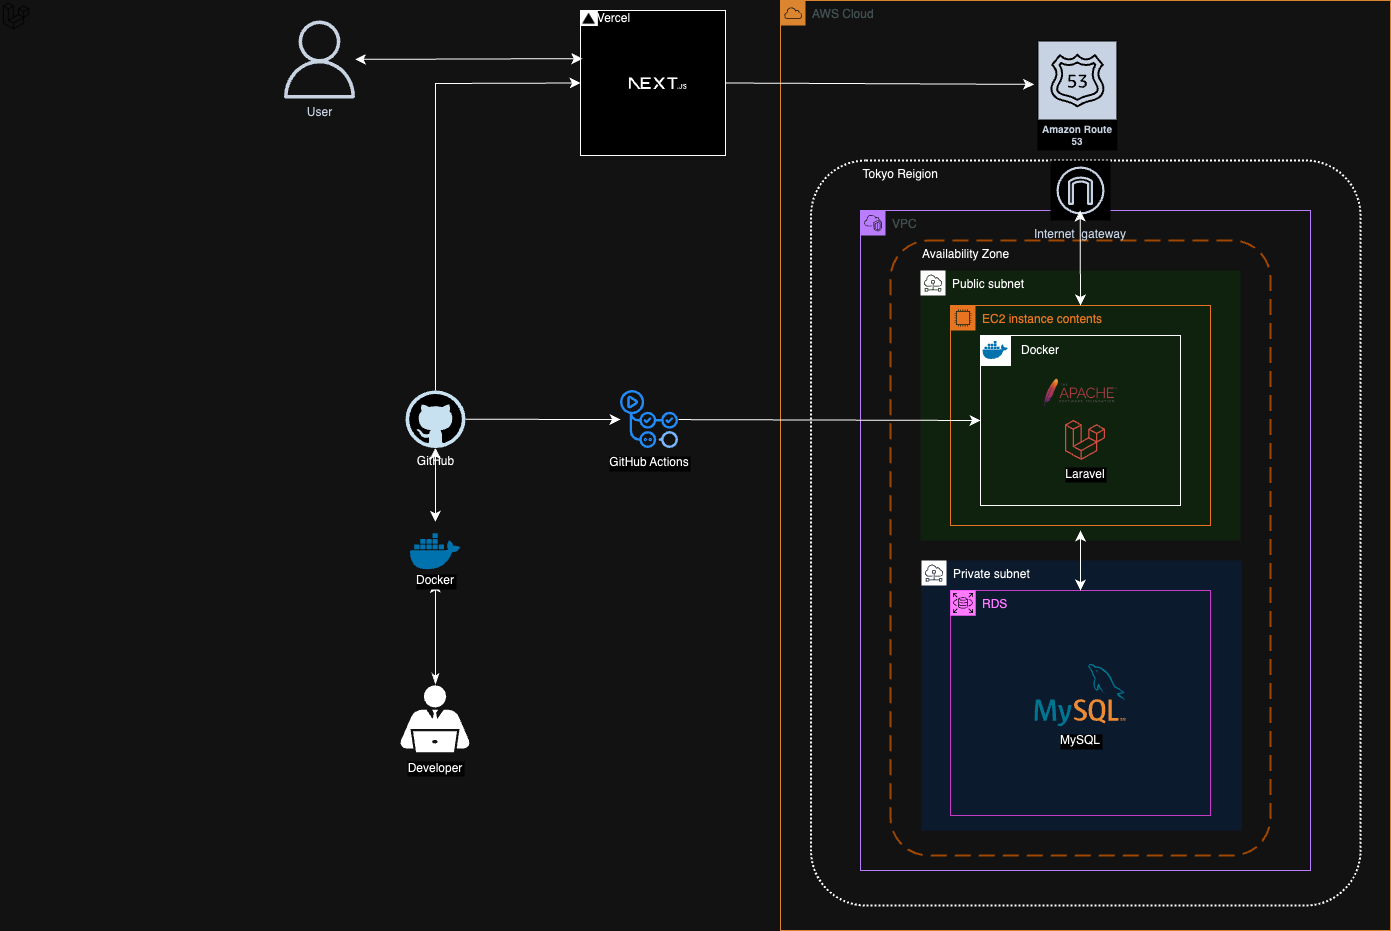 Vercel
AWS Cloud
NEXT.JS
53
User
Amazon Route
53
Tokyo Reigion
VPC
Internet gateway
Availability Zone
Public subnet
EC2 instance contents
Docker
APACHE
GitHub
GitHub Actions
Laravel
Docker
Private subnet
RDS
MySQL
MySQL
Developer